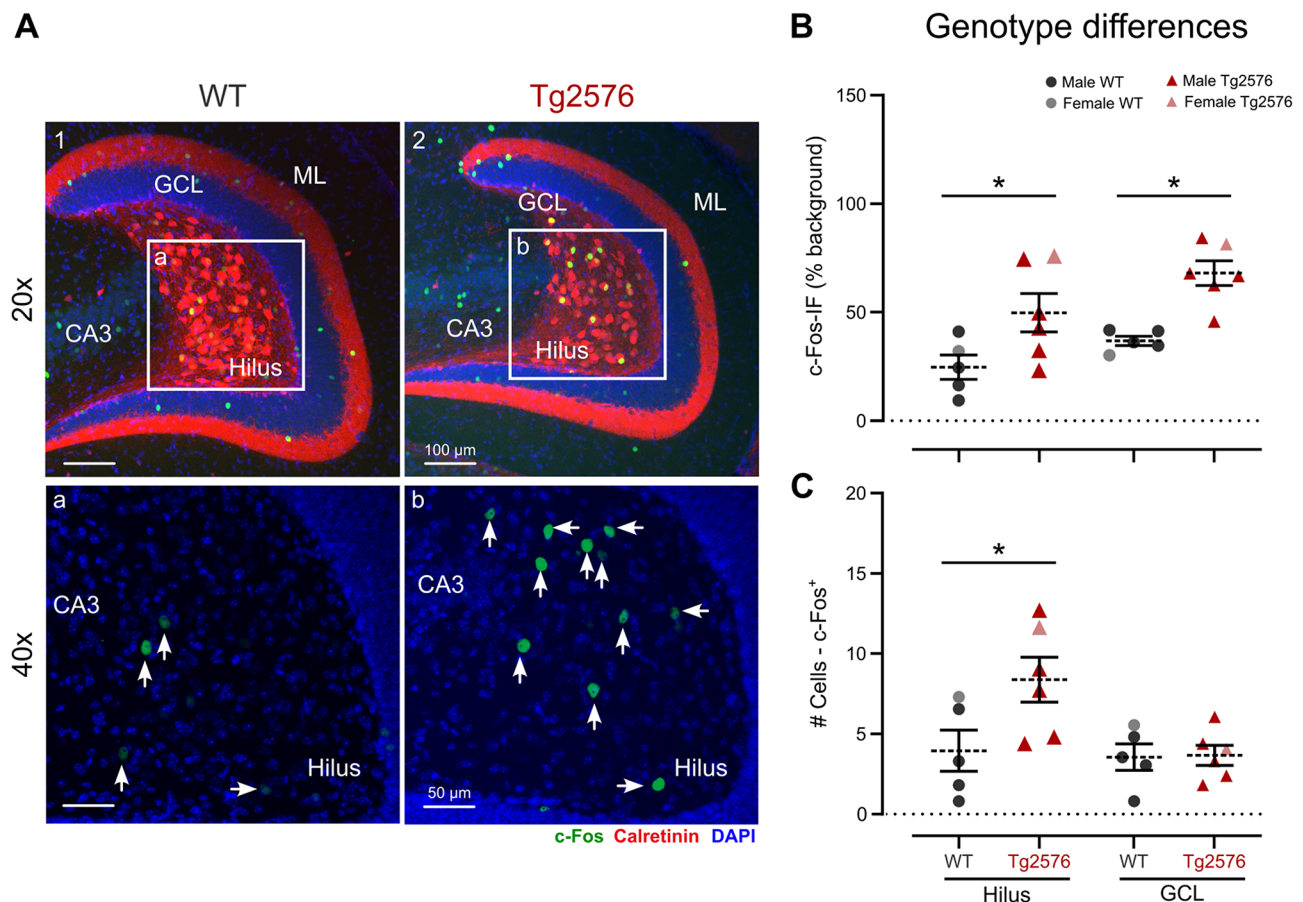 A
WT
Tg2576
20x
1
GCL
ML
a
CA3
Hilus
2
GCL
ML
b
CA3
Hilus
100 µm
40x
a
CA3
Hilus
b
CA3
Hilus
50 µm
c-Fos Calretinin DAPI
B
Genotype differences
Male WT
Male Tg2576
Female WT
Female Tg2576
c-Fos-IF (% background)
150
100
50
0
*
*
C
# Cells - c-Fos+
20
15
10
5
0
*
WT Tg2576 WT Tg2576
Hilus GCL